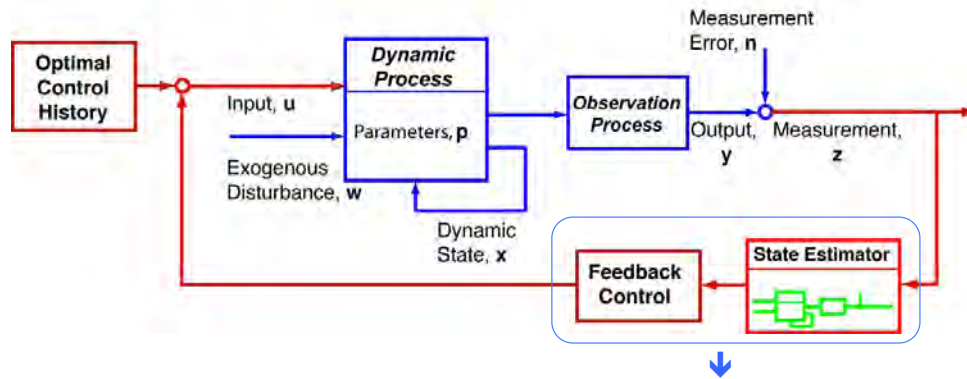 Measurement
Error, n
Optimal
Control
History
Dynamic
Process
Input, u
Parameters, p
Observation
Process
Output,
y
Measurement,
z
Exogenous
Disturbance, w
Dynamic
State, x
Feedback
Control
State Estimator